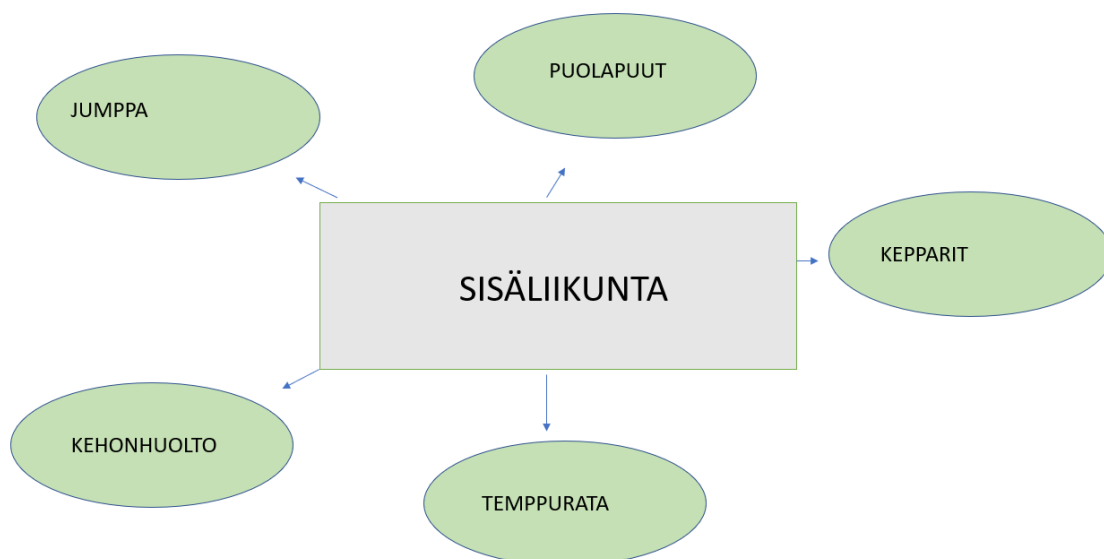 PUOLAPUUT
JUMPPA
KEPPARIT
SISÄLIIKUNTA
KEHONHUOLTO
TEMPPURATA